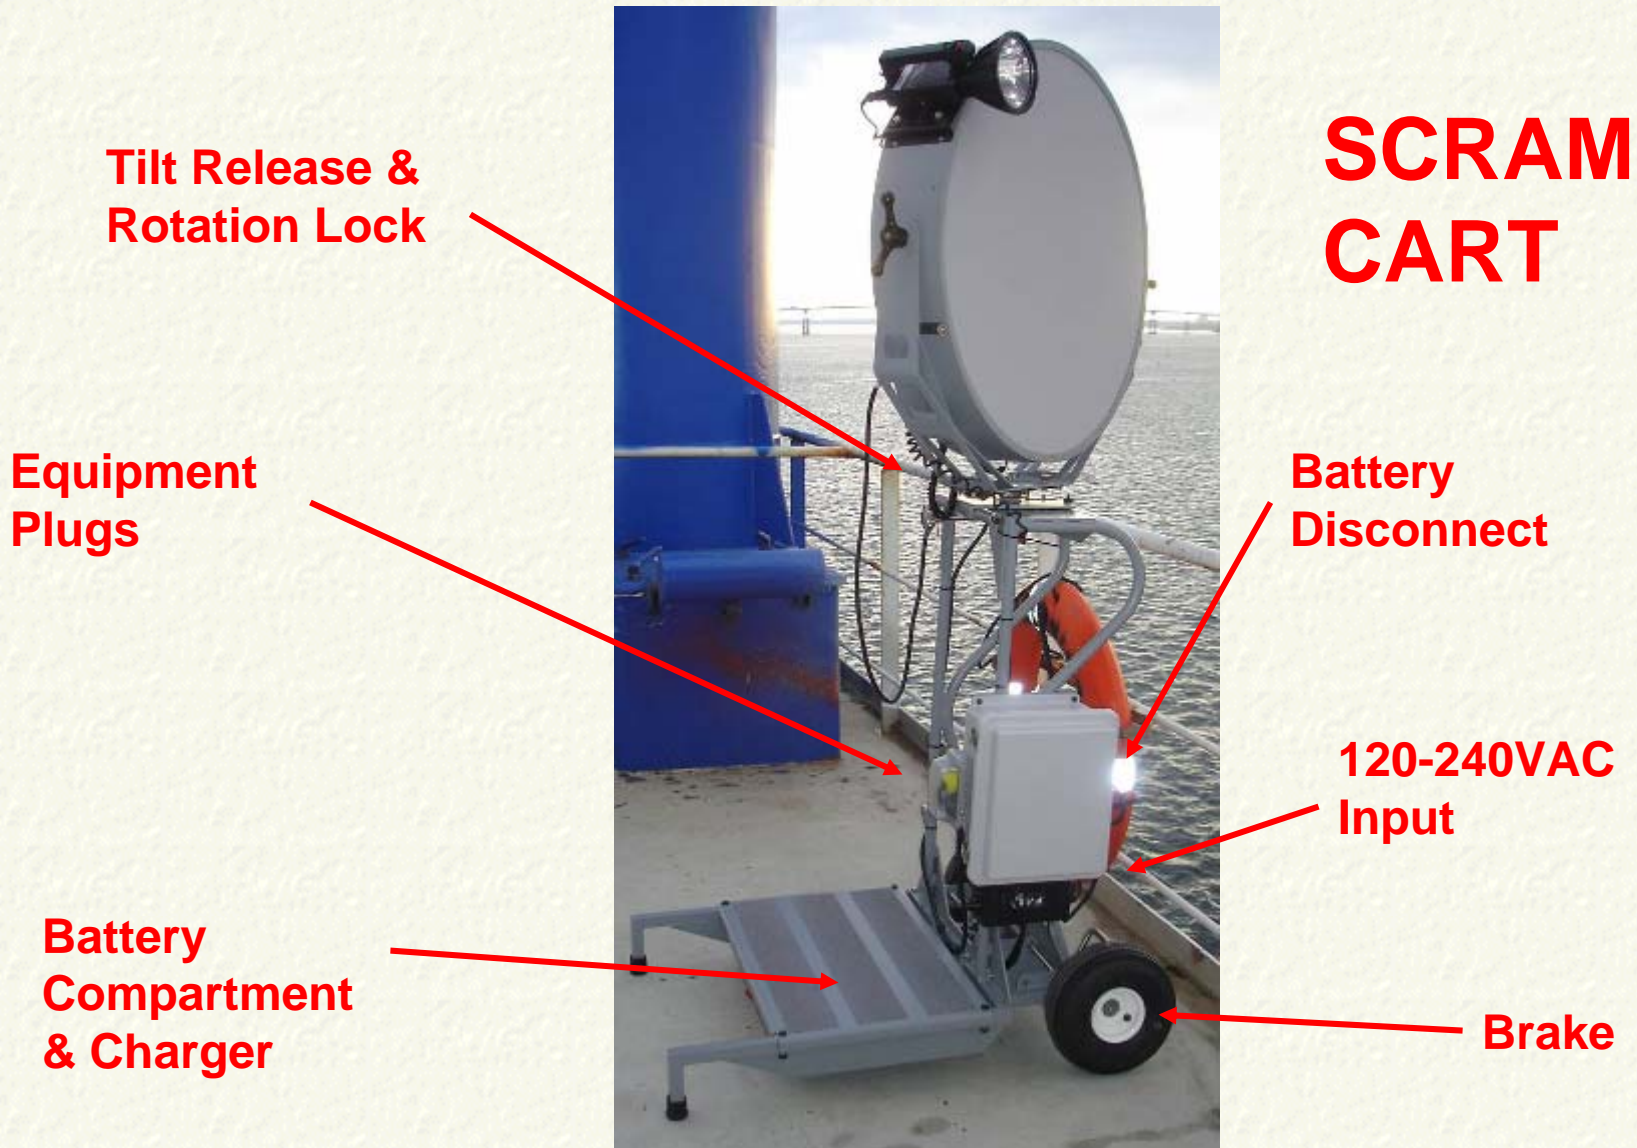 SCRAM
CART
Tilt Release &
Rotation Lock
Equipment
Plugs
Battery
Disconnect
120-240VAC
Input
Battery
Compartment
& Charger
Brake